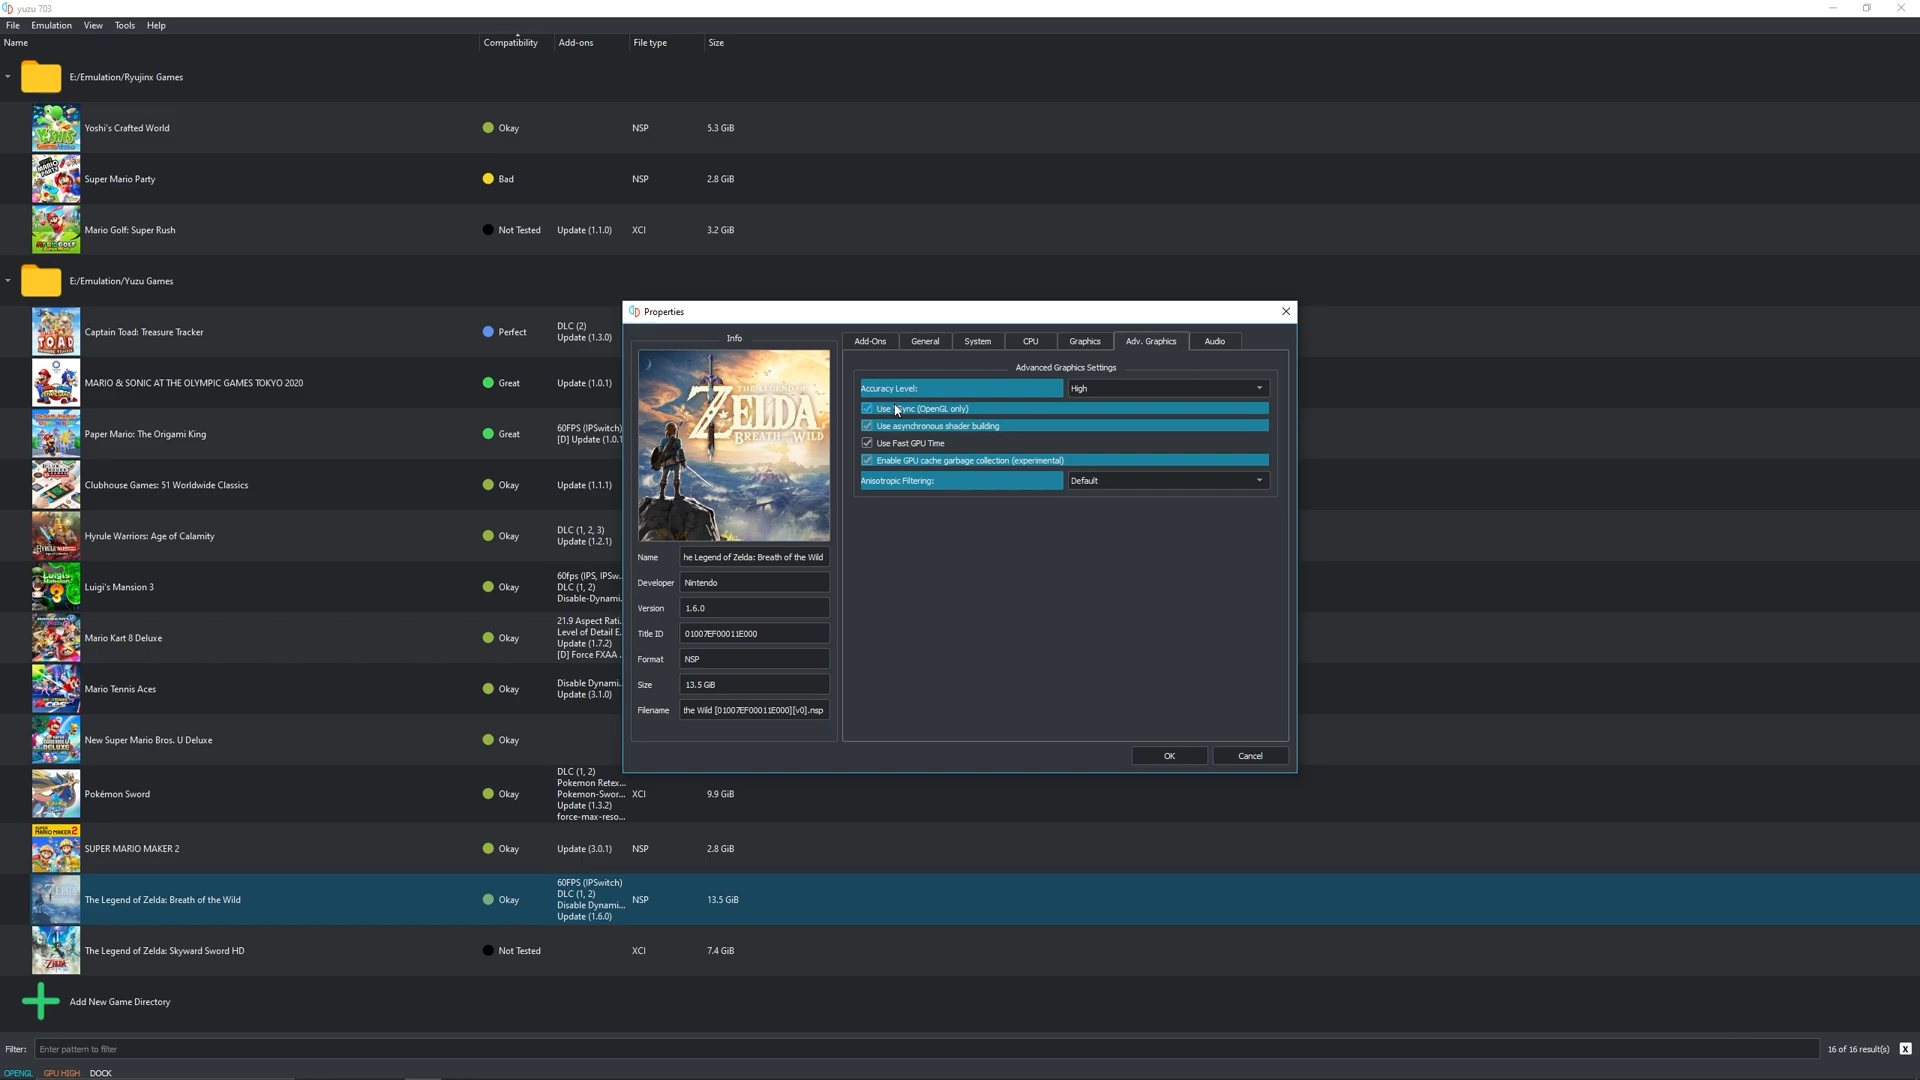 yuzu 703
File Emulation View Tools Help
Name Compatibility Add-ons File type Size
E:/Emulation/Ryujinx Games
Yoshi's Crafted World Okay NSP 5.3 GiB
Super Mario Party Bad NSP 2.8 GiB
Mario Golf: Super Rush Not Tested Update (1.1.0) XCI 3.2 GiB
E:/Emulation/Yuzu Games
Captain Toad: Treasure Tracker Perfect DLC (2)
Update (1.3.0)
MARIO & SONIC AT THE OLYMPIC GAMES TOKYO 2020 Great Update (1.0.1)
Paper Mario: The Origami King Great 60FPS (IPSwitch)
[D] Update (1.0.1
Clubhouse Games: 51 Worldwide Classics Okay Update (1.1.1)
Hyrule Warriors: Age of Calamity Okay DLC (1, 2, 3)
Update (1.2.1)
Luigi's Mansion 3 Okay 60fps (IPS, IPSw...
DLC (1, 2)
Disable-Dynami...
Mario Kart 8 Deluxe Okay 21.9 Aspect Rati...
Level of Detail E...
Update (1.7.2)
[D] Force FXAA ...
Mario Tennis Aces Okay Disable Dynami...
Update (3.1.0)
New Super Mario Bros. U Deluxe Okay
Pokémon Sword Okay DLC (1, 2)
Pokemon Retex...
Pokemon-Swor... XCI 9.9 GiB
Update (1.3.2)
force-max-reso...
SUPER MARIO MAKER 2 Okay Update (3.0.1) NSP 2.8 GiB
The Legend of Zelda: Breath of the Wild Okay 60FPS (IPSwitch)
DLC (1, 2) NSP 13.5 GiB
Disable Dynami...
Update (1.6.0)
The Legend of Zelda: Skyward Sword HD Not Tested XCI 7.4 GiB
Add New Game Directory
Filter: Enter pattern to filter 16 of 16 result(s) X
OPENGL GPU HIGH DOCK
Properties
Info
THE LEGEND OF
ZELDA
BREATH OF THE WILD
Name he Legend of Zelda: Breath of the Wild
Developer Nintendo
Version 1.6.0
Title ID 01007EF00011E000
Format NSP
Size 13.5 GiB
Filename the Wild [01007EF00011E000][v0].nsp
Add-Ons General System CPU Graphics Adv. Graphics Audio
Advanced Graphics Settings
Accuracy Level: High
Use Sync (OpenGL only)
Use asynchronous shader building
Use Fast GPU Time
Enable GPU cache garbage collection (experimental)
Anisotropic Filtering: Default
OK Cancel